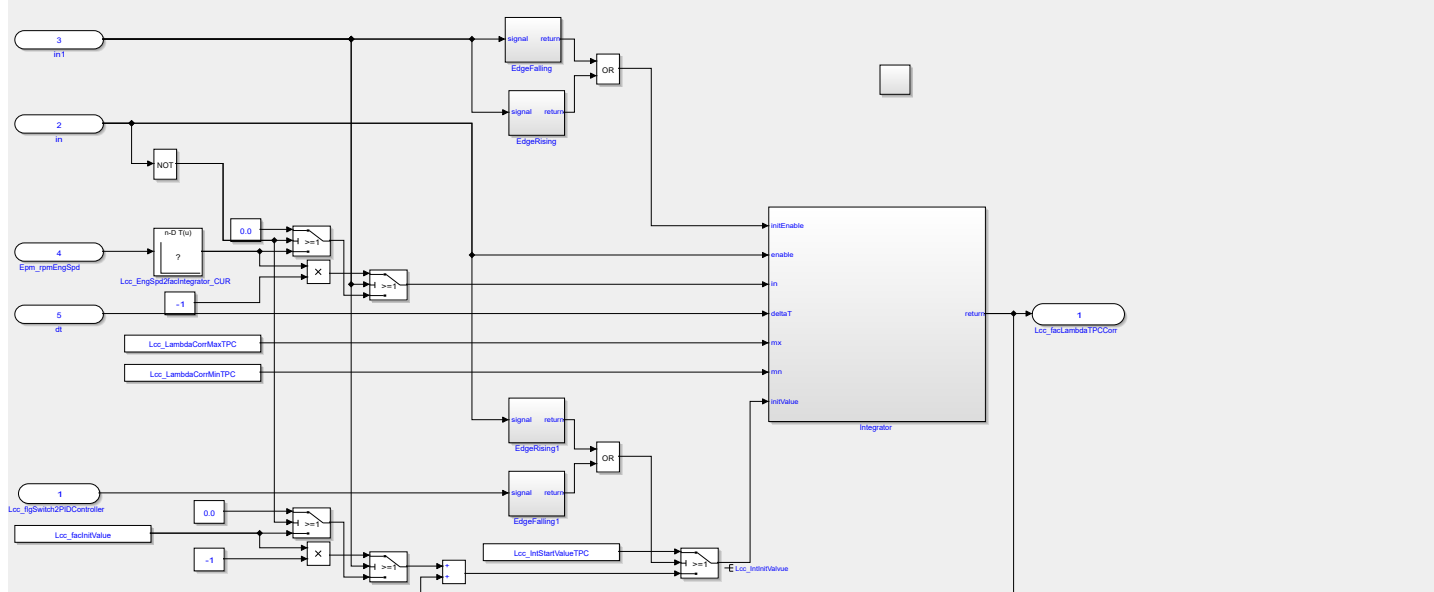 3
in1
signal return
EdgeFalling
OR
signal return
EdgeRising
2
in
NOT
n-D T(u)
?
Lcc_EngSpd2facIntegrator_CUR
4
Epm_rpmEngSpd
0.0
>=1
×
-1
>=1
5
dt
Lcc_LambdaCorrMaxTPC
Lcc_LambdaCorrMinTPC
initEnable
enable
in
deltaT
mx
mn
initValue
return
Integrator
1
Lcc_facLambdaTPCCorr
signal return
EdgeRising1
OR
signal return
EdgeFalling1
1
Lcc_flgSwitch2PIDController
Lcc_facInitValue
0.0
>=1
×
-1
>=1
+
+
Lcc_IntStartValueTPC
>=1
Lcc_IntInitValvue